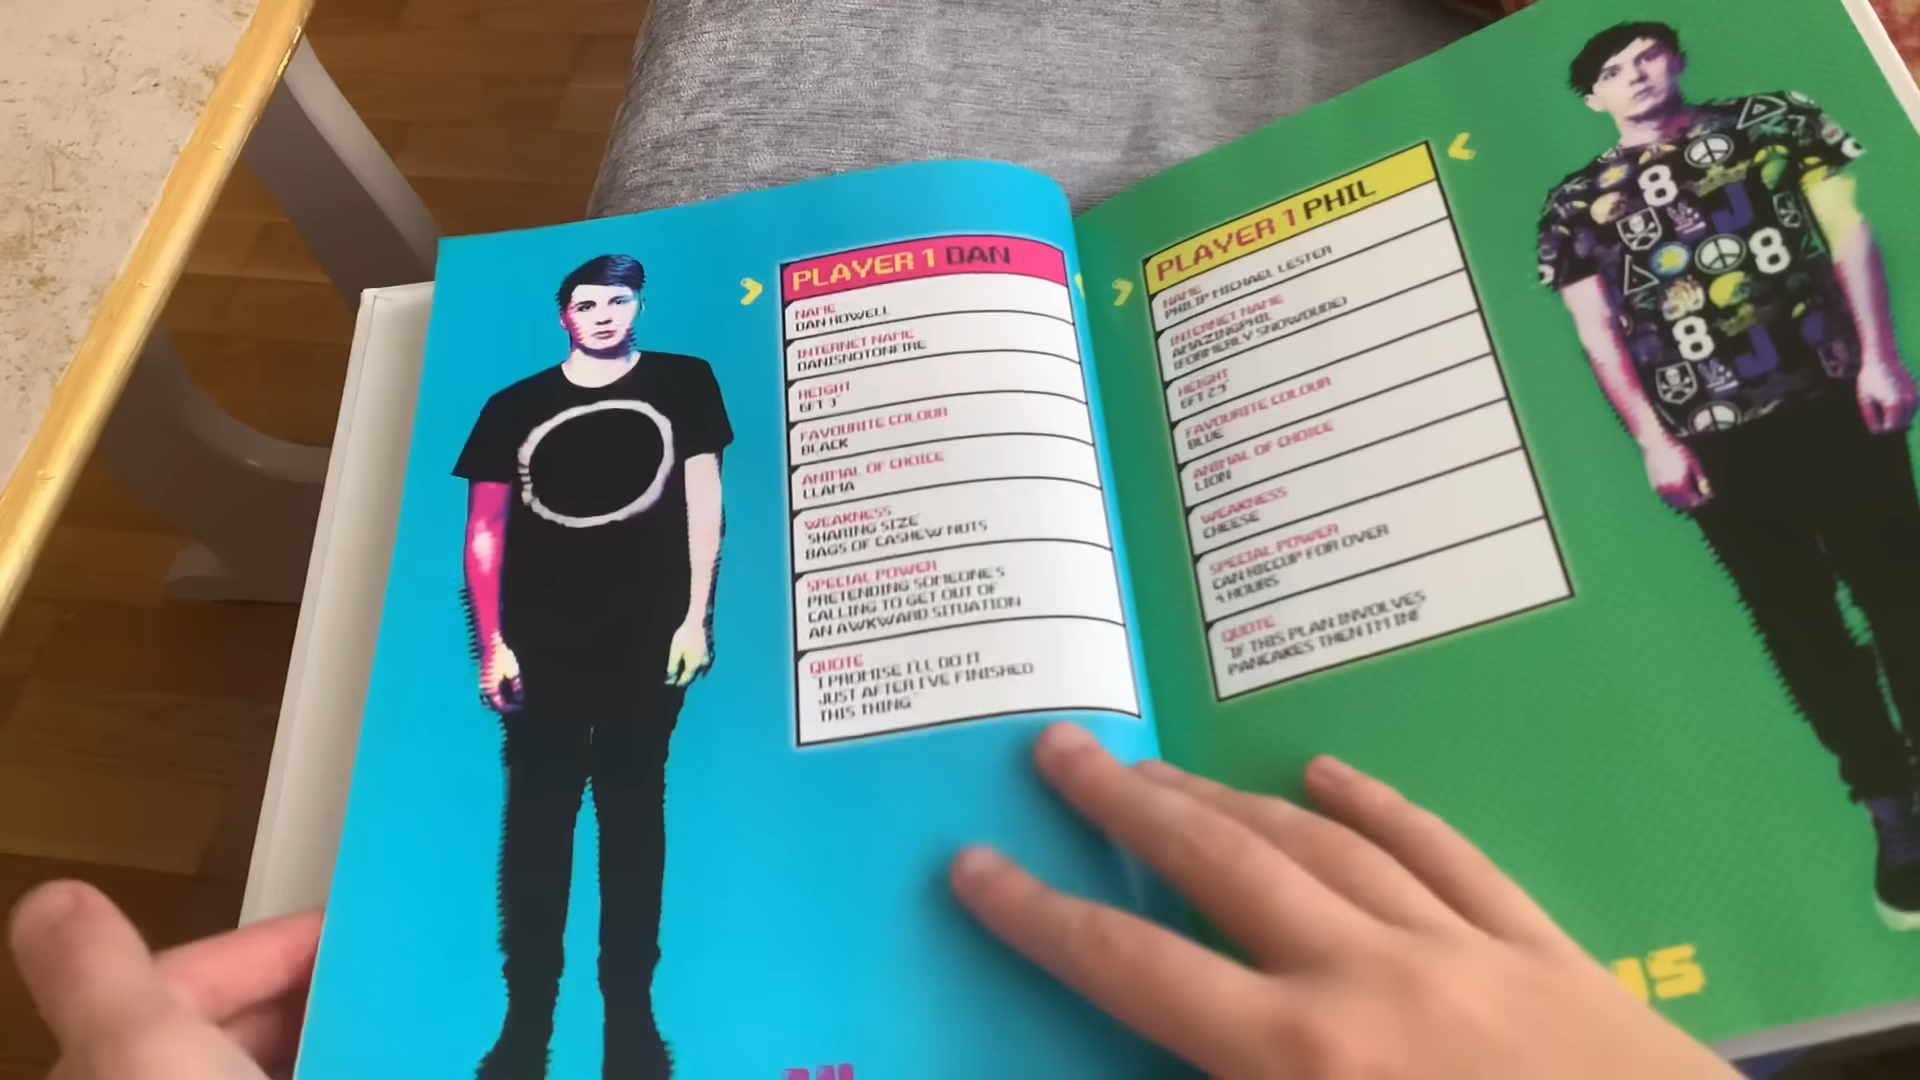 PLAYER 1 DAN
NAME
DAN HOWELL
INTERNET NAME
DANISNOTONFIRE
HEIGHT
6FT 3"
FAVOURITE COLOUR
BLACK
ANIMAL OF CHOICE
LLAMA
WEAKNESS
'SHARING SIZE'
BAGS OF CASHEW NUTS
SPECIAL POWER
PRETENDING SOMEONE'S
CALLING TO GET OUT OF
AN AWKWARD SITUATION
QUOTE
"I PROMISE I'LL DO IT
JUST AFTER I'VE FINISHED
THIS THING"
PLAYER 1 PHIL
NAME
PHILIP MICHAEL LESTER
INTERNET NAME
AMAZINGPHIL
(FORMERLY SNOWDUDE)
HEIGHT
FAVOURITE COLOUR
BLUE
ANIMAL OF CHOICE
LION
WEAKNESS
CHEESE
SPECIAL POWER
CAN HICCUP FOR OVER
4 HOURS
QUOTE
"IF THIS PLAN INVOLVES
PANCAKES THEN I'M IN!"
8
J
8
8
J